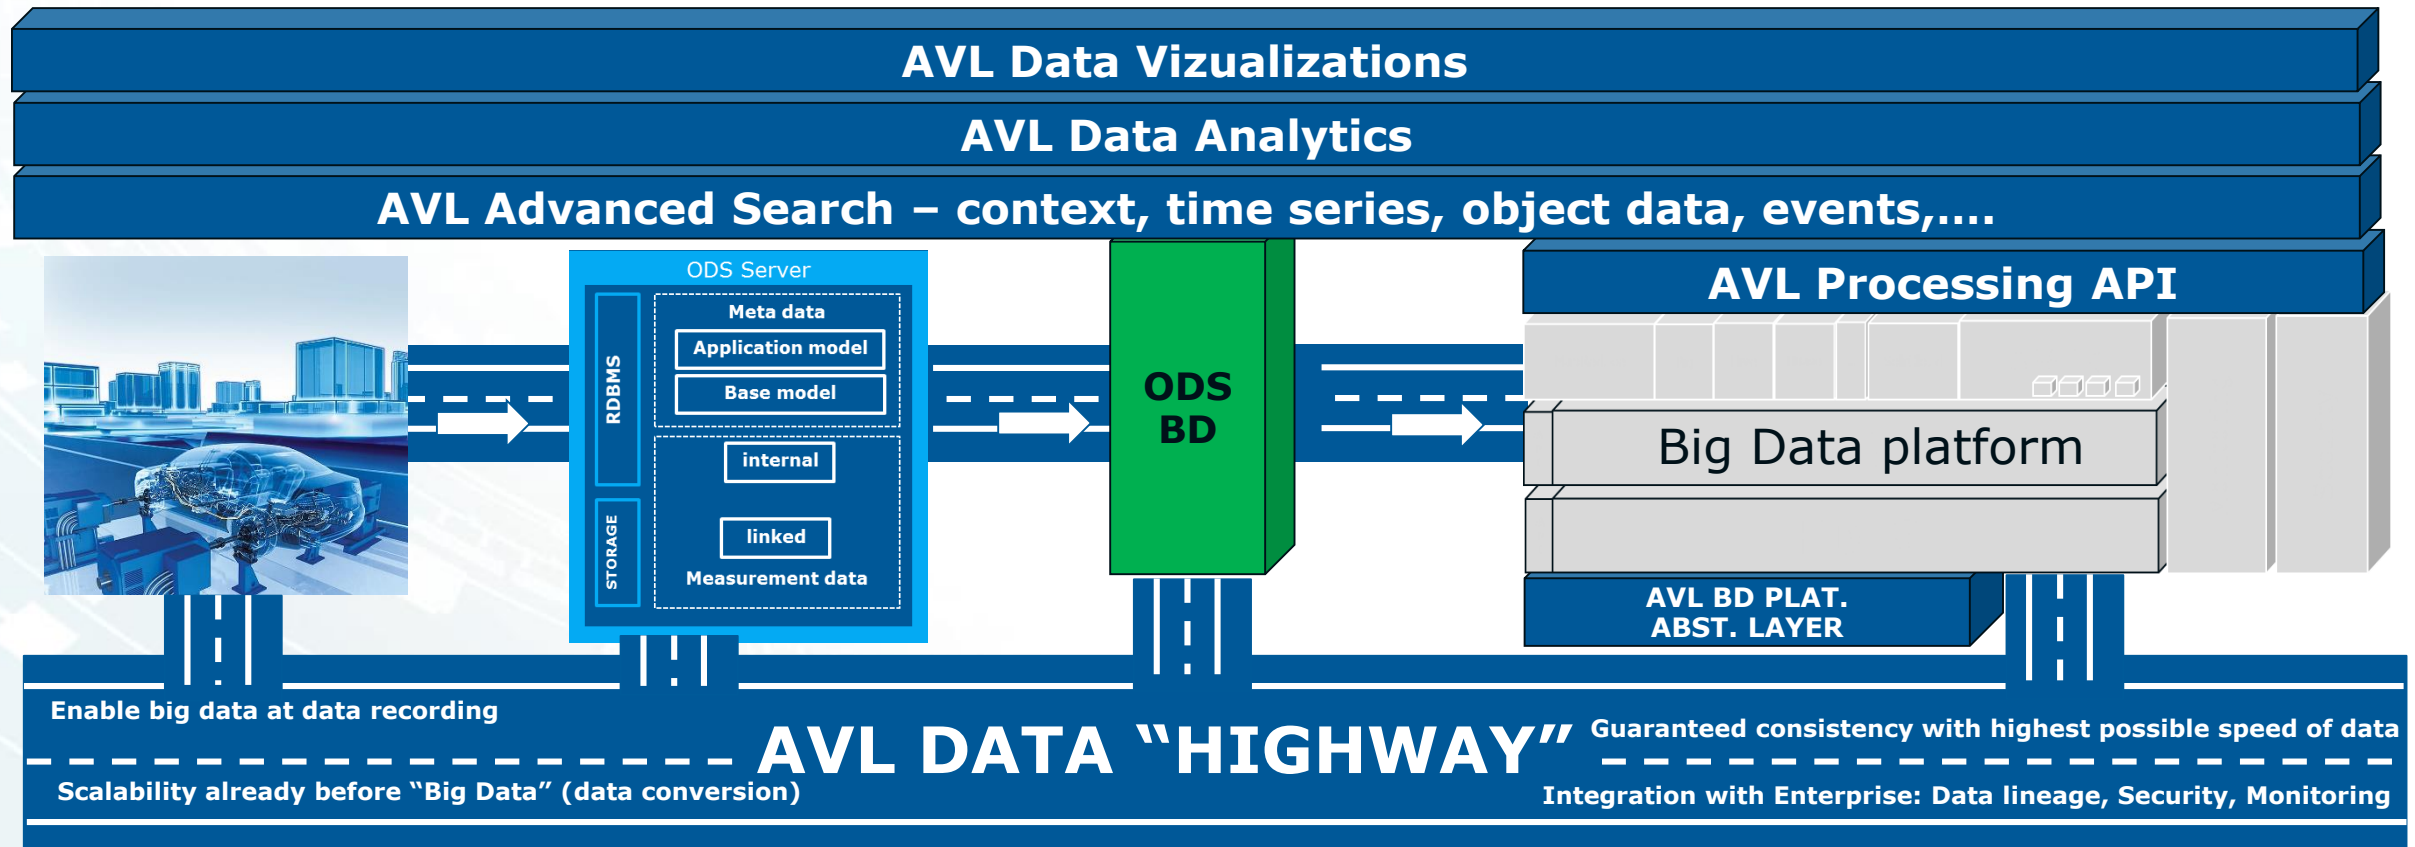 AVL Data Vizualizations
AVL Data Analytics
AVL Advanced Search – context, time series, object data, events,....
ODS Server
RDBMS
STORAGE
Meta data
Application model
Base model
internal
linked
Measurement data
ODS
BD
AVL Processing API
Big Data platform
AVL BD PLAT.
ABST. LAYER
Enable big data at data recording
Scalability already before “Big Data” (data conversion)
AVL DATA “HIGHWAY”
Guaranteed consistency with highest possible speed of data
Integration with Enterprise: Data lineage, Security, Monitoring